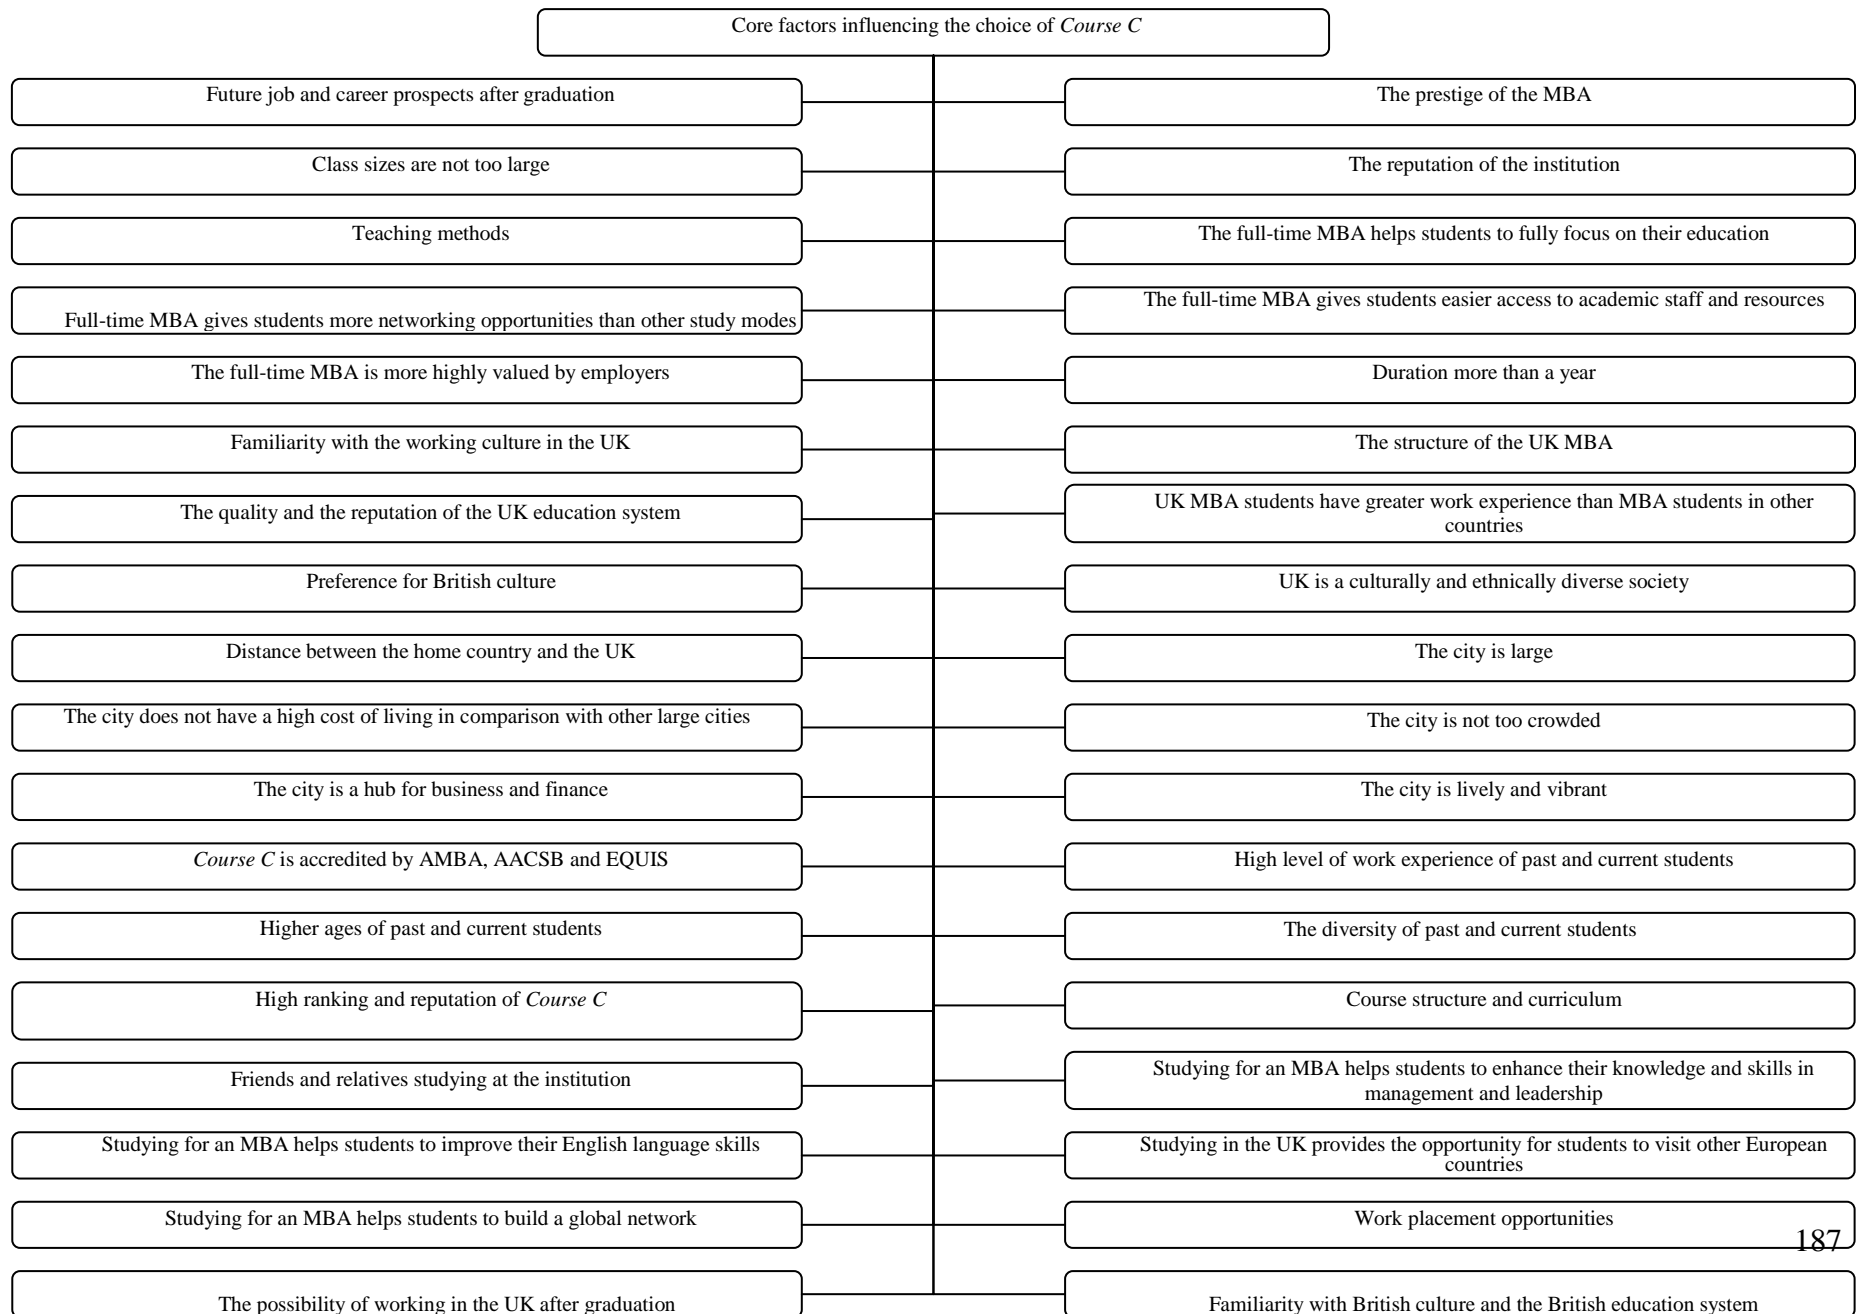 Core factors influencing the choice of Course C
Future job and career prospects after graduation
The prestige of the MBA
Class sizes are not too large
The reputation of the institution
Teaching methods
The full-time MBA helps students to fully focus on their education
Full-time MBA gives students more networking opportunities than other study modes
The full-time MBA gives students easier access to academic staff and resources
The full-time MBA is more highly valued by employers
Duration more than a year
Familiarity with the working culture in the UK
The structure of the UK MBA
The quality and the reputation of the UK education system
UK MBA students have greater work experience than MBA students in other
countries
Preference for British culture
UK is a culturally and ethnically diverse society
Distance between the home country and the UK
The city is large
The city does not have a high cost of living in comparison with other large cities
The city is not too crowded
The city is a hub for business and finance
The city is lively and vibrant
Course C is accredited by AMBA, AACSB and EQUIS
High level of work experience of past and current students
Higher ages of past and current students
The diversity of past and current students
High ranking and reputation of Course C
Course structure and curriculum
Friends and relatives studying at the institution
Studying for an MBA helps students to enhance their knowledge and skills in
management and leadership
Studying for an MBA helps students to improve their English language skills
Studying in the UK provides the opportunity for students to visit other European
countries
Studying for an MBA helps students to build a global network
Work placement opportunities
187
The possibility of working in the UK after graduation
Familiarity with British culture and the British education system